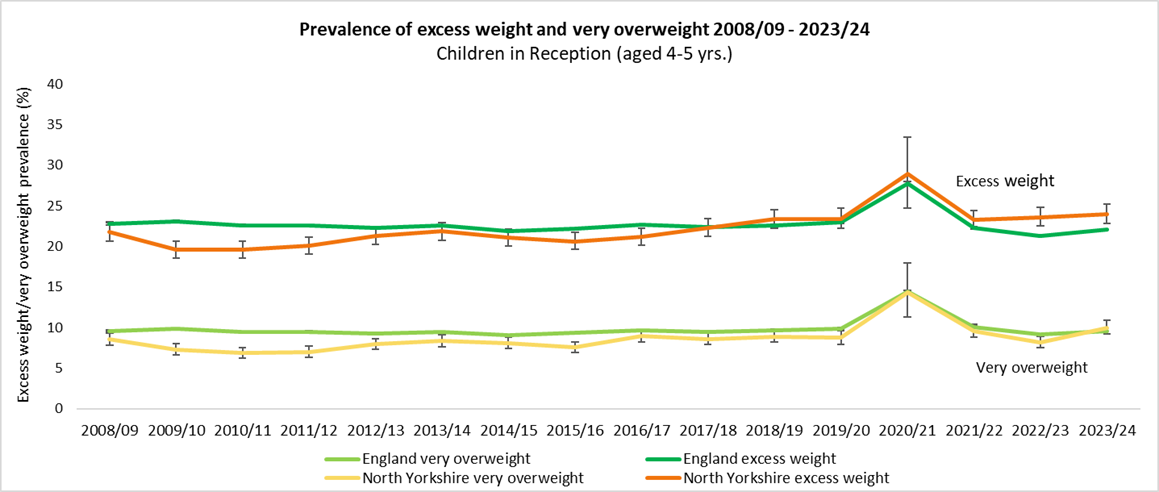 Prevalence of excess weight and very overweight 2008/09 - 2023/24
Children in Reception (aged 4-5 yrs.)
Excess weight/very overweight prevalence (%)
40
35
30
25
20
15
10
5
0
Excess weight
Very overweight
2008/09 2009/10 2010/11 2011/12 2012/13 2013/14 2014/15 2015/16 2016/17 2017/18 2018/19 2019/20 2020/21 2021/22 2022/23 2023/24
England very overweight England excess weight
North Yorkshire very overweight North Yorkshire excess weight